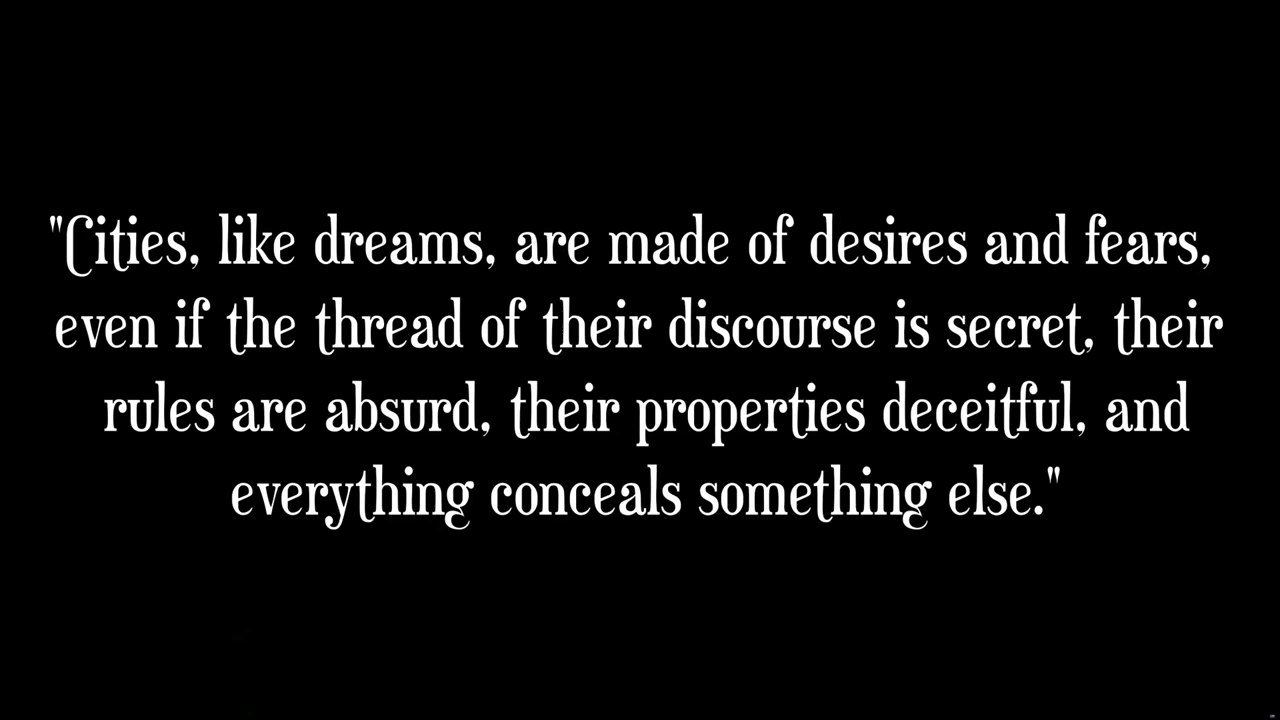 "Cities, like dreams, are made of desires and fears,
even if the thread of their discourse is secret, their
rules are absurd, their properties deceitful, and
everything conceals something else."